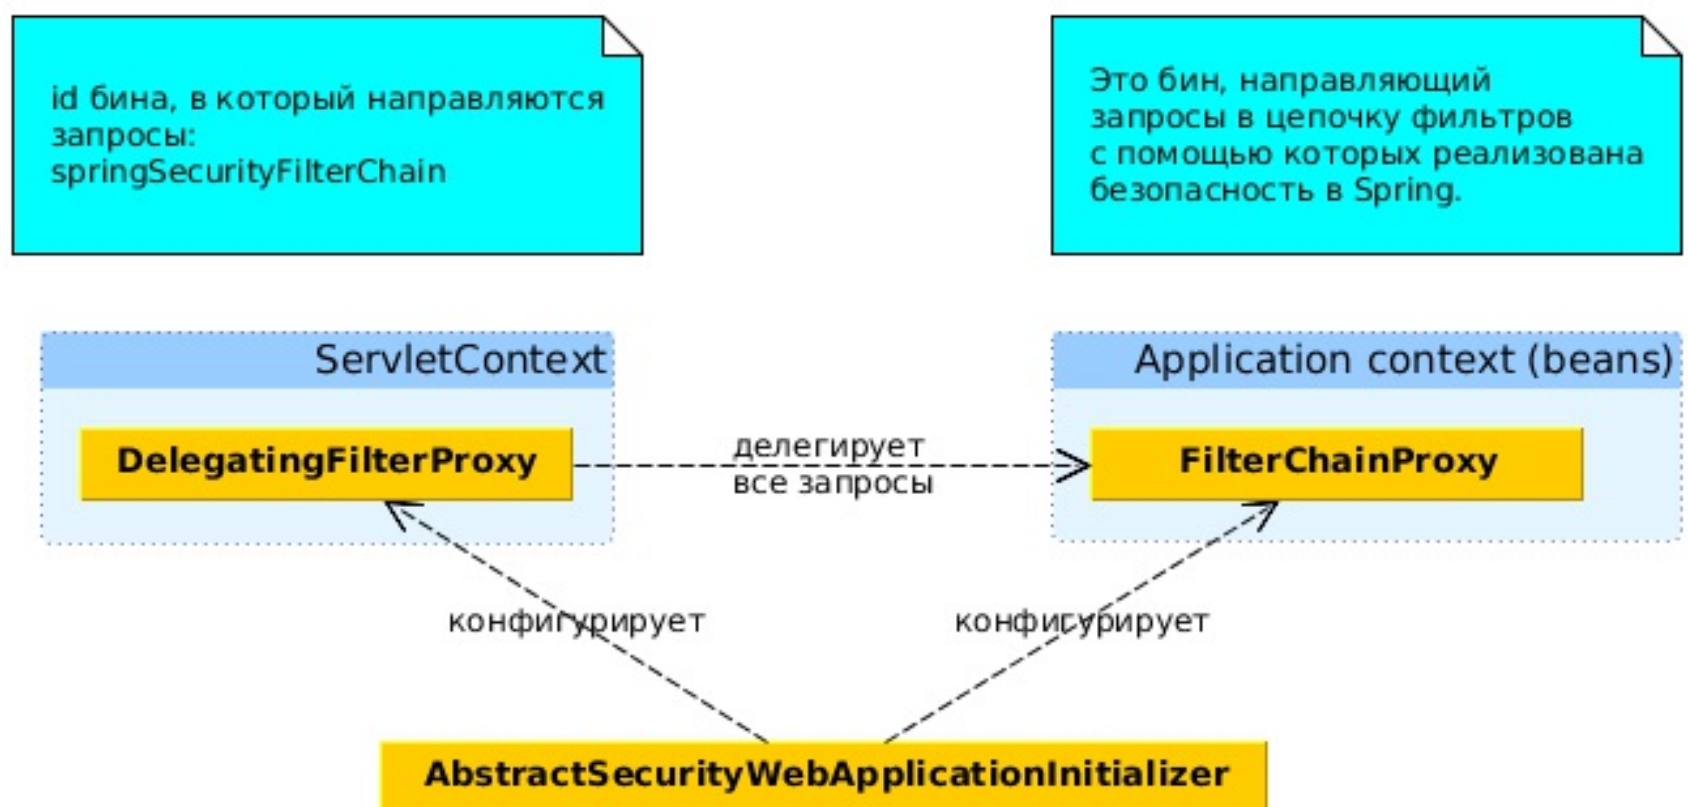 id бина, в который направляются
запросы:
springSecurityFilterChain
Это бин, направляющий
запросы в цепочку фильтров
с помощью которых реализована
безопасность в Spring.
ServletContext
Application context (beans)
DelegatingFilterProxy
делегирует
все запросы
FilterChainProxy
конфигурирует
конфигурирует
AbstractSecurityWebApplicationInitializer